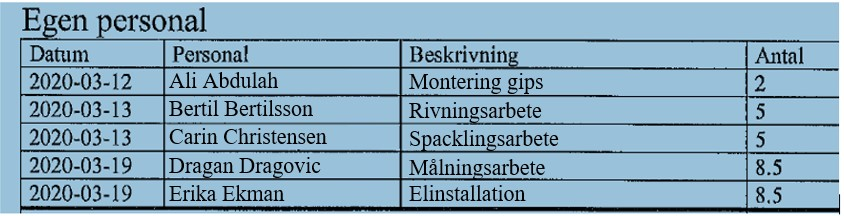 Egen personal
Datum Personal Beskrivning Antal
2020-03-12 Ali Abdulah Montering gips 2
2020-03-13 Bertil Bertilsson Rivningsarbete 5
2020-03-13 Carin Christensen Spacklingsarbete 5
2020-03-19 Dragan Dragovic Målningsarbete 8.5
2020-03-19 Erika Ekman Elinstallation 8.5